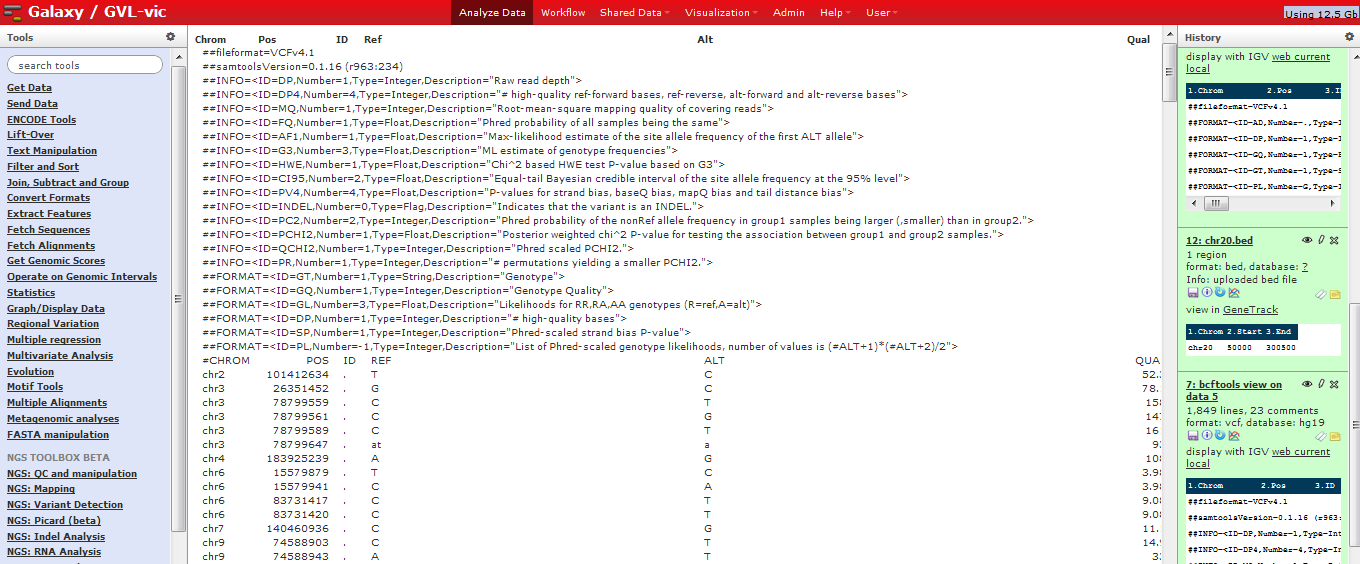 Galaxy / GVL-vic
Analyze Data Workflow Shared Data Visualization Admin Help User
Using 12.5 Gb
Tools
search tools
Get Data
Send Data
ENCODE Tools
Lift-Over
Text Manipulation
Filter and Sort
Join, Subtract and Group
Convert Formats
Extract Features
Fetch Sequences
Fetch Alignments
Get Genomic Scores
Operate on Genomic Intervals
Statistics
Graph/Display Data
Regional Variation
Multiple regression
Multivariate Analysis
Evolution
Motif Tools
Multiple Alignments
Metagenomic analyses
FASTA manipulation
NGS TOOLBOX BETA
NGS: QC and manipulation
NGS: Mapping
NGS: Variant Detection
NGS: Picard (beta)
NGS: Indel Analysis
NGS: RNA Analysis
Chrom Pos ID Ref Alt Qual
##fileformat=VCFv4.1
##samtoolsVersion=0.1.16 (r963:234)
##INFO=<ID=DP,Number=1,Type=Integer,Description="Raw read depth">
##INFO=<ID=DP4,Number=4,Type=Integer,Description="# high-quality ref-forward bases, ref-reverse, alt-forward and alt-reverse bases">
##INFO=<ID=MQ,Number=1,Type=Integer,Description="Root-mean-square mapping quality of covering reads">
##INFO=<ID=FQ,Number=1,Type=Float,Description="Phred probability of all samples being the same">
##INFO=<ID=AF1,Number=1,Type=Float,Description="Max-likelihood estimate of the site allele frequency of the first ALT allele">
##INFO=<ID=G3,Number=3,Type=Float,Description="ML estimate of genotype frequencies">
##INFO=<ID=HWE,Number=1,Type=Float,Description="Chi^2 based HWE test P-value based on G3">
##INFO=<ID=CI95,Number=2,Type=Float,Description="Equal-tail Bayesian credible interval of the site allele frequency at the 95% level">
##INFO=<ID=PV4,Number=4,Type=Float,Description="P-values for strand bias, baseQ bias, mapQ bias and tail distance bias">
##INFO=<ID=INDEL,Number=0,Type=Flag,Description="Indicates that the variant is an INDEL.">
##INFO=<ID=PC2,Number=2,Type=Integer,Description="Phred probability of the nonRef allele frequency in group1 samples being larger (,smaller) than in group2.">
##INFO=<ID=PCHI2,Number=1,Type=Float,Description="Posterior weighted chi^2 P-value for testing the association between group1 and group2 samples.">
##INFO=<ID=QCHI2,Number=1,Type=Integer,Description="Phred scaled PCHI2.">
##INFO=<ID=PR,Number=1,Type=Integer,Description="# permutations yielding a smaller PCHI2.">
##FORMAT=<ID=GT,Number=1,Type=String,Description="Genotype">
##FORMAT=<ID=GQ,Number=1,Type=Integer,Description="Genotype Quality">
##FORMAT=<ID=GL,Number=3,Type=Float,Description="Likelihoods for RR,RA,AA genotypes (R=ref,A=alt)">
##FORMAT=<ID=DP,Number=1,Type=Integer,Description="# high-quality bases">
##FORMAT=<ID=SP,Number=1,Type=Integer,Description="Phred-scaled strand bias P-value">
##FORMAT=<ID=PL,Number=-1,Type=Integer,Description="List of Phred-scaled genotype likelihoods, number of values is (#ALT+1)*(#ALT+2)/2">
#CHROM POS ID REF ALT QUA
chr2 101412634 . T C 52.
chr3 26351452 . G C 78.
chr3 78799559 . C T 15
chr3 78799561 . C G 14
chr3 78799589 . C T 16
chr3 78799647 . at a 9
chr4 183925239 . A G 10
chr6 15579879 . T C 3.9
chr6 15579941 . C A 3.9
chr6 83731417 . C T 9.0
chr6 83731420 . C T 9.0
chr7 140460936 . C G 11.
chr9 74588903 . C T 14.
chr9 74588943 . A T 3
History
display with IGV web current
local
1.Chrom 2.Pos 3.ID
##fileformat=VCFv4.1
##FORMAT=<ID=AD,Number=.,Type=I
##FORMAT=<ID=DP,Number=1,Type=I
##FORMAT=<ID=GQ,Number=1,Type=
##FORMAT=<ID=GT,Number=1,Type=S
##FORMAT=<ID=PL,Number=G,Type=I
12: chr20.bed
1 region
format: bed, database: ?
Info: uploaded bed file
view in GeneTrack
1.Chrom 2.Start 3.End
chr20 50000 300500
7: bcftools view on
data 5
1,849 lines, 23 comments
format: vcf, database: hg19
display with IGV web current
local
1.Chrom 2.Pos 3.ID
##fileformat=VCFv4.1
##samtoolsVersion=0.1.16 (r963:
##INFO=<ID=DP,Number=1,Type=Int
##INFO=<ID=DP4,Number=4,Type=In